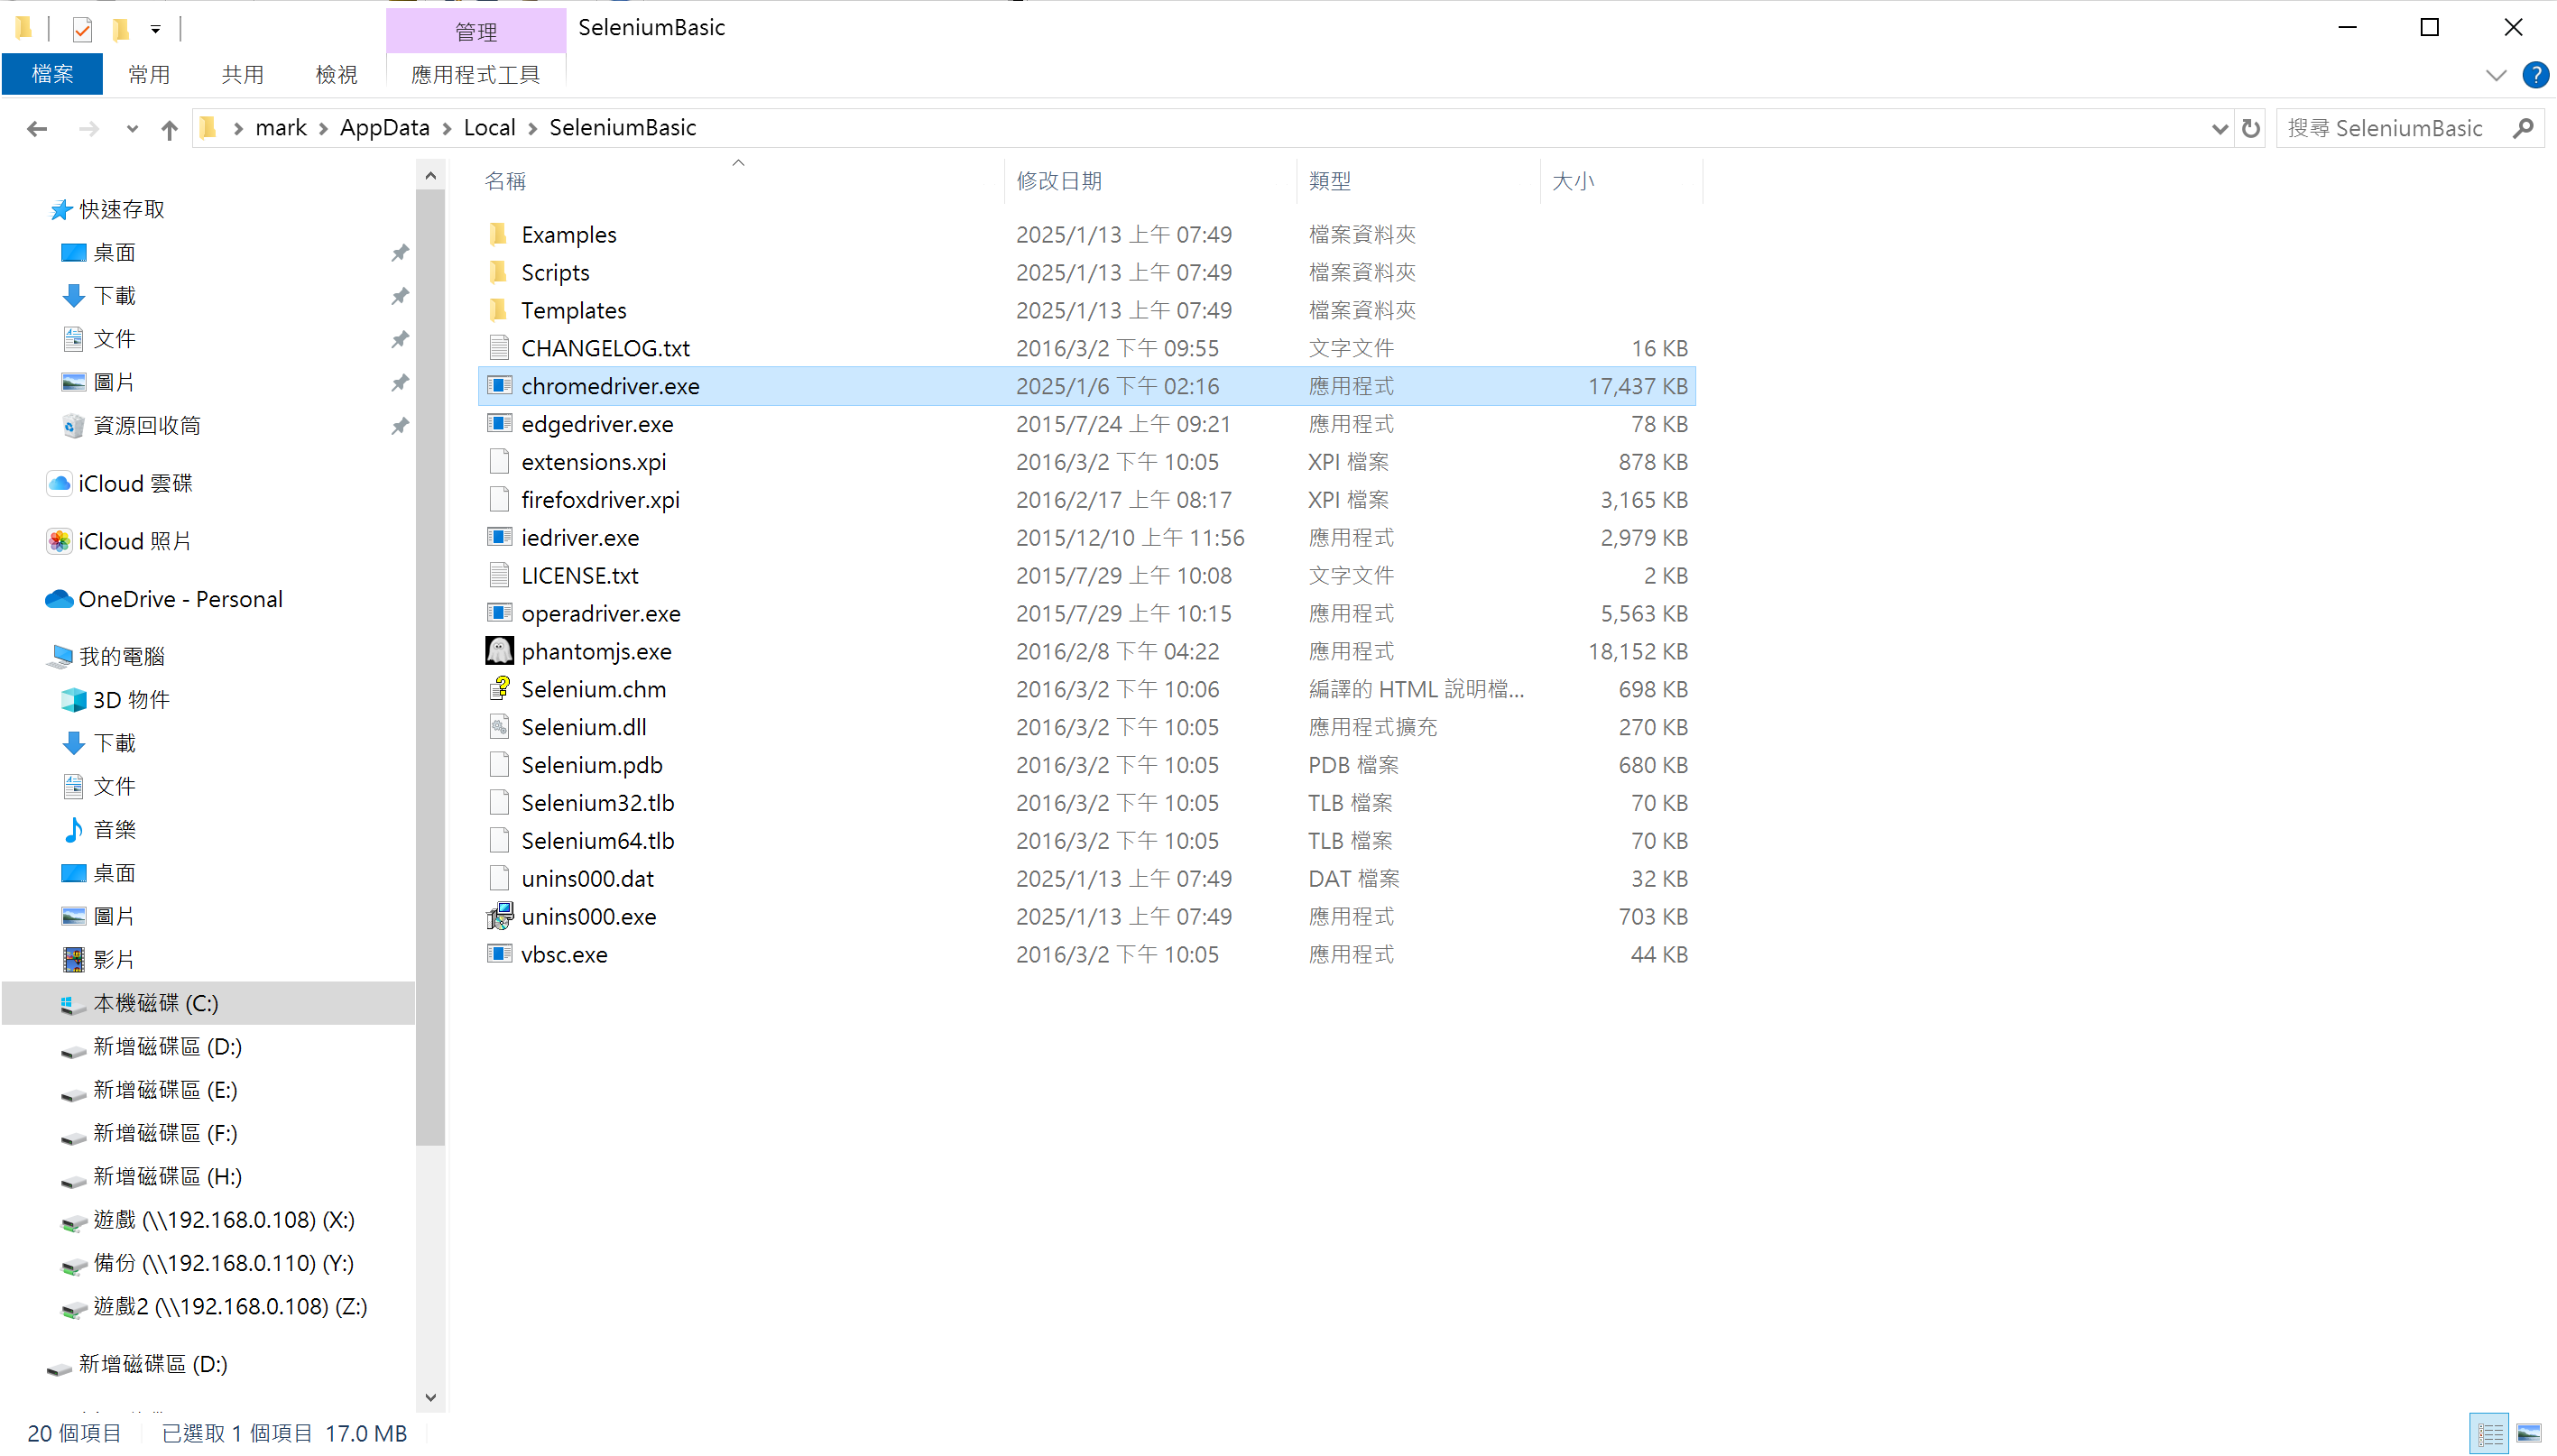 管理
SeleniumBasic
檔案
常用
共用
檢視
應用程式工具
mark > AppData > Local > SeleniumBasic
搜尋 SeleniumBasic
快速存取
桌面
下載
文件
圖片
資源回收筒
iCloud 雲碟
iCloud 照片
OneDrive - Personal
我的電腦
3D 物件
下載
文件
音樂
桌面
圖片
影片
本機磁碟 (C:)
新增磁碟區 (D:)
新增磁碟區 (E:)
新增磁碟區 (F:)
新增磁碟區 (H:)
遊戲 (\\192.168.0.108) (X:)
備份 (\\192.168.0.110) (Y:)
遊戲2 (\\192.168.0.108) (Z:)
新增磁碟區 (D:)
名稱 修改日期 類型 大小
Examples 2025/1/13 上午 07:49 檔案資料夾
Scripts 2025/1/13 上午 07:49 檔案資料夾
Templates 2025/1/13 上午 07:49 檔案資料夾
CHANGELOG.txt 2016/3/2 下午 09:55 文字文件 16 KB
chromedriver.exe 2025/1/6 下午 02:16 應用程式 17,437 KB
edgedriver.exe 2015/7/24 上午 09:21 應用程式 78 KB
extensions.xpi 2016/3/2 下午 10:05 XPI 檔案 878 KB
firefoxdriver.xpi 2016/2/17 上午 08:17 XPI 檔案 3,165 KB
iedriver.exe 2015/12/10 上午 11:56 應用程式 2,979 KB
LICENSE.txt 2015/7/29 上午 10:08 文字文件 2 KB
operadriver.exe 2015/7/29 上午 10:15 應用程式 5,563 KB
phantomjs.exe 2016/2/8 下午 04:22 應用程式 18,152 KB
Selenium.chm 2016/3/2 下午 10:06 編譯的 HTML 說明檔... 698 KB
Selenium.dll 2016/3/2 下午 10:05 應用程式擴充 270 KB
Selenium.pdb 2016/3/2 下午 10:05 PDB 檔案 680 KB
Selenium32.tlb 2016/3/2 下午 10:05 TLB 檔案 70 KB
Selenium64.tlb 2016/3/2 下午 10:05 TLB 檔案 70 KB
unins000.dat 2025/1/13 上午 07:49 DAT 檔案 32 KB
unins000.exe 2025/1/13 上午 07:49 應用程式 703 KB
vbsc.exe 2016/3/2 下午 10:05 應用程式 44 KB
20 個項目 已選取 1 個項目 17.0 MB